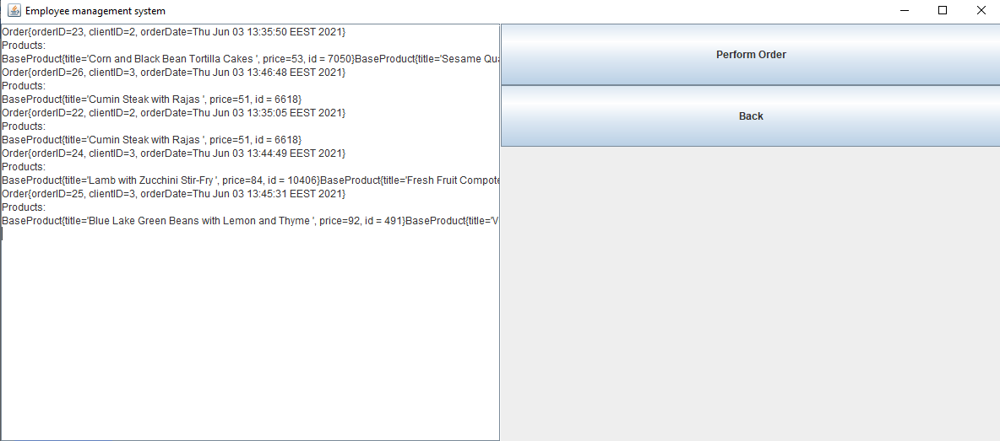 Employee management system
Order{orderID=23, clientID=2, orderDate=Thu Jun 03 13:35:50 EEST 2021}
Products:
BaseProduct{title='Corn and Black Bean Tortilla Cakes ', price=53, id = 7050}BaseProduct{title='Sesame
Order{orderID=26, clientID=3, orderDate=Thu Jun 03 13:46:48 EEST 2021}
Products:
BaseProduct{title='Cumin Steak with Rajas ', price=51, id = 6618}
Order{orderID=22, clientID=2, orderDate=Thu Jun 03 13:35:05 EEST 2021}
Products:
BaseProduct{title='Cumin Steak with Rajas ', price=51, id = 6618}
Order{orderID=24, clientID=3, orderDate=Thu Jun 03 13:44:49 EEST 2021}
Products:
BaseProduct{title='Lamb with Zucchini Stir-Fry ', price=84, id = 10406}BaseProduct{title='Fresh Fruit Compote
Order{orderID=25, clientID=3, orderDate=Thu Jun 03 13:45:31 EEST 2021}
Products:
BaseProduct{title='Blue Lake Green Beans with Lemon and Thyme ', price=92, id = 491}BaseProduct{title='
Perform Order
Back